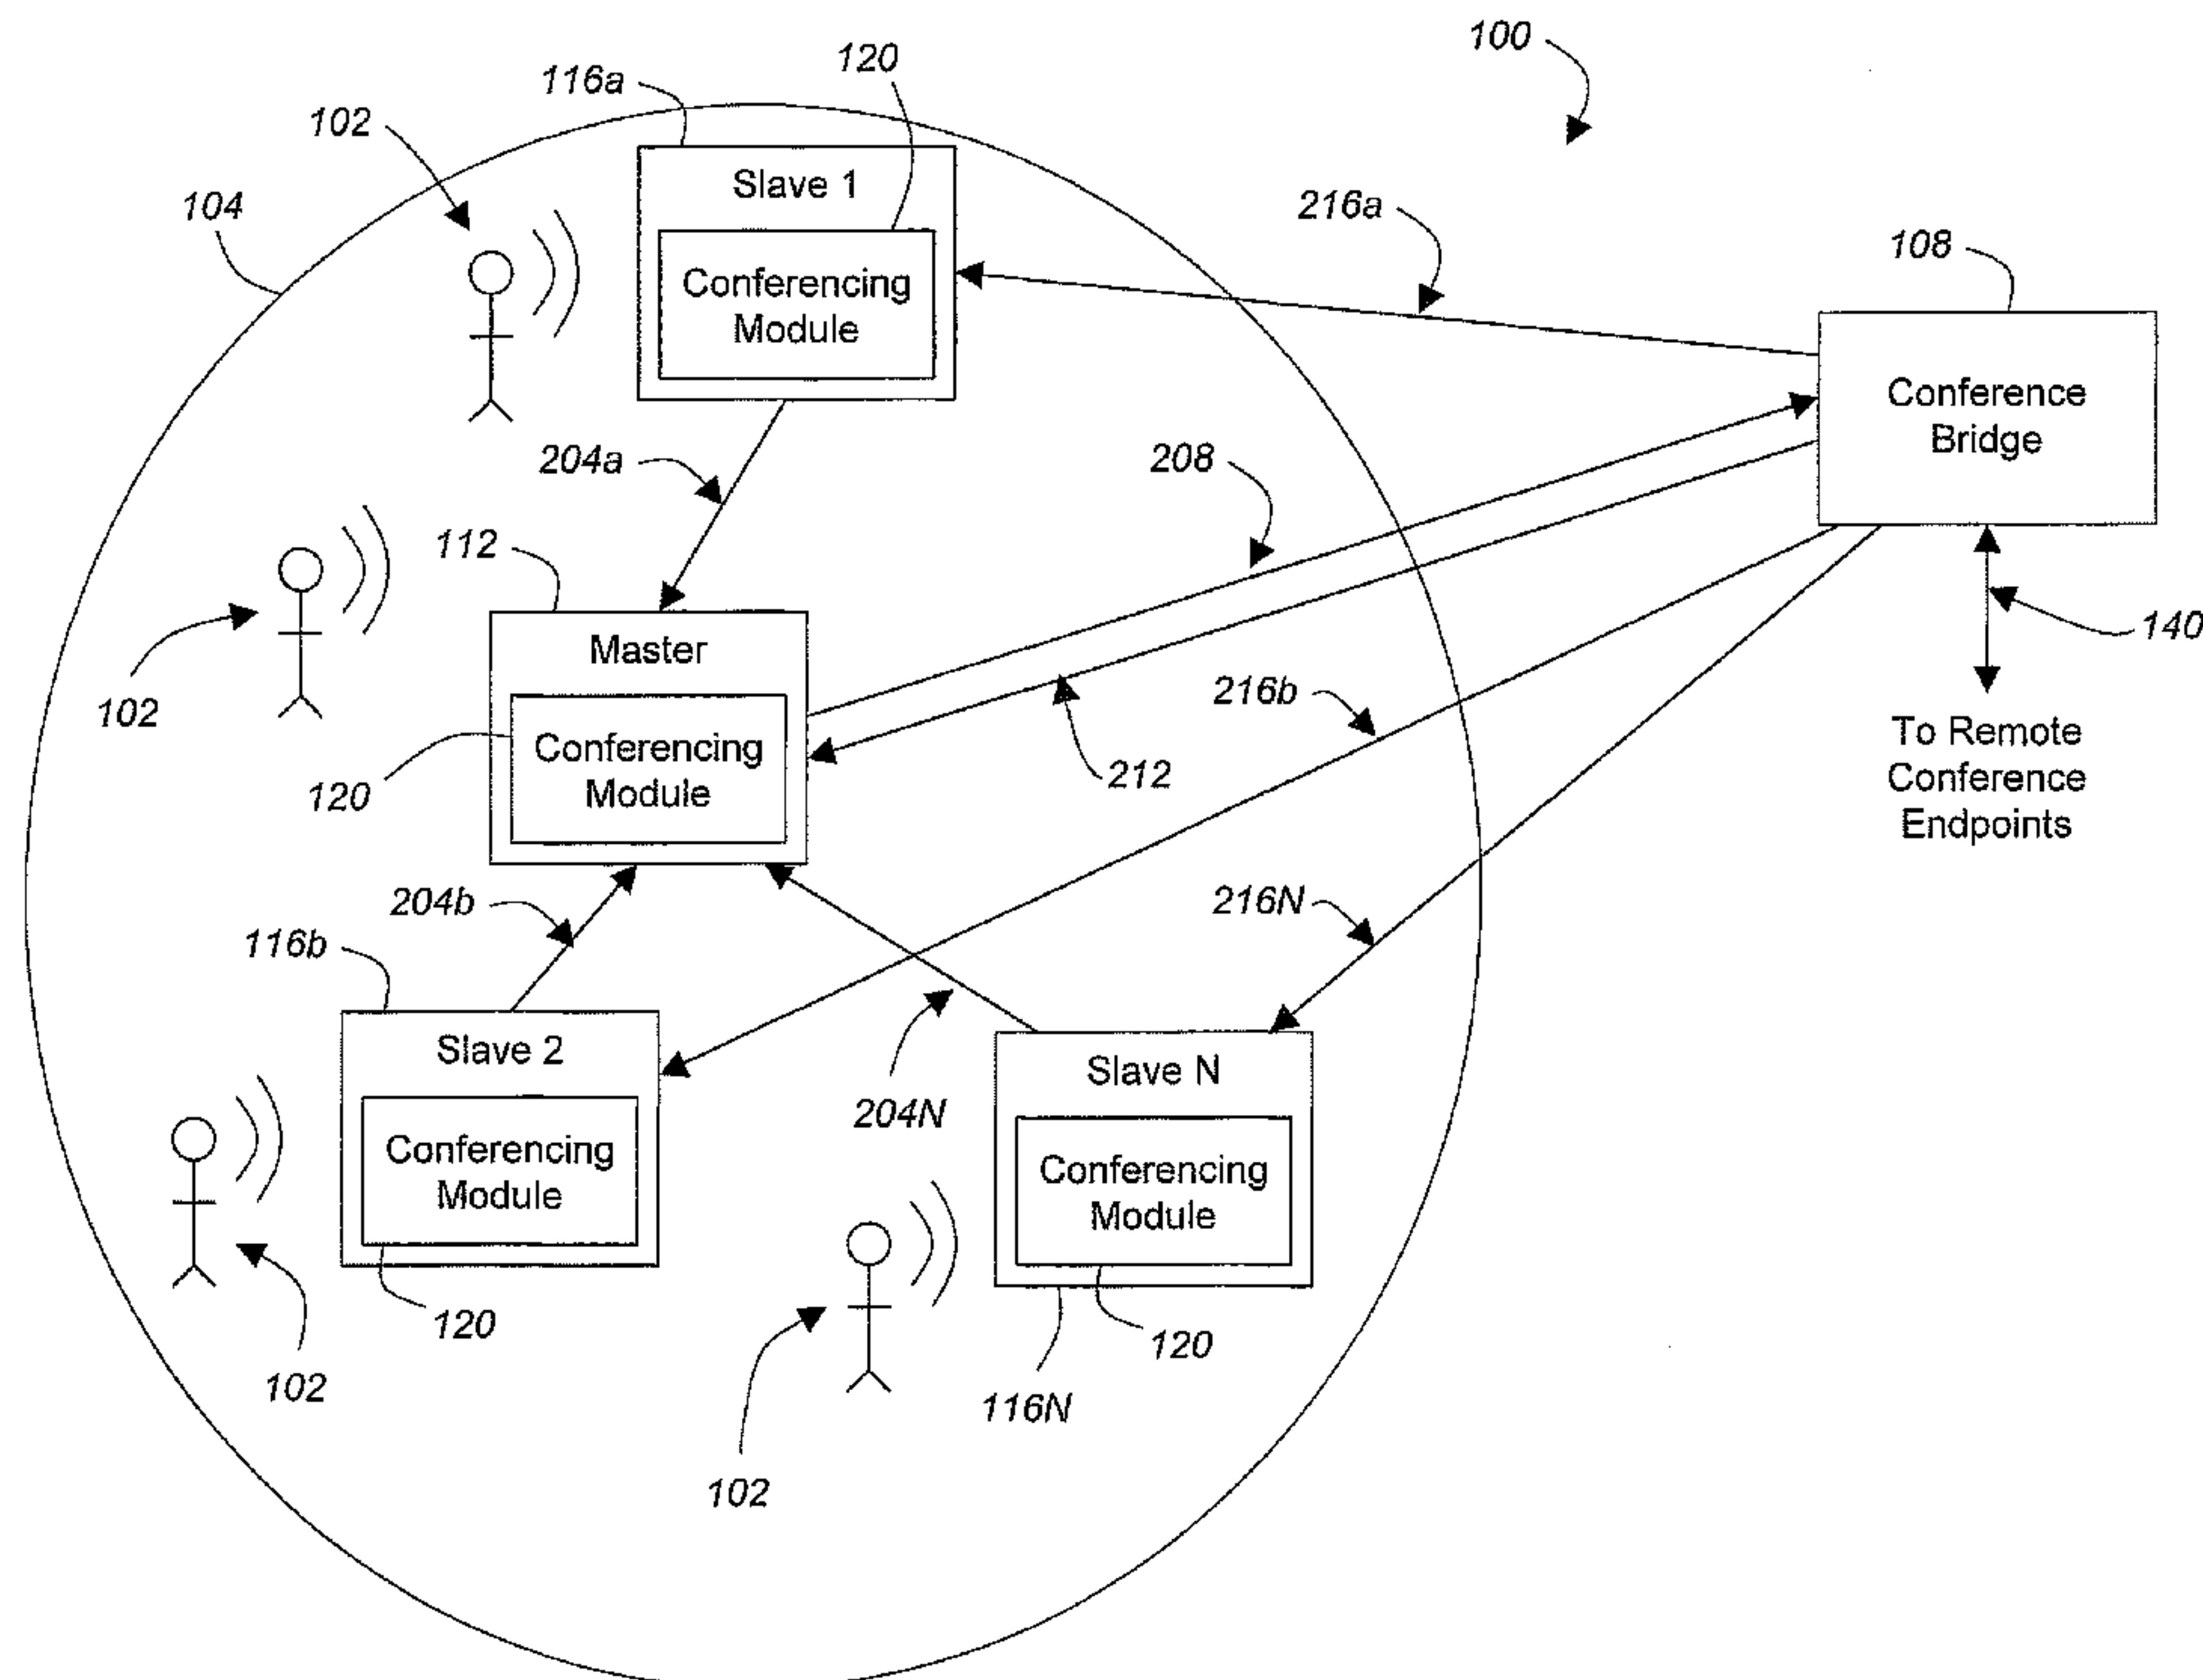 100
120
116a
102
Slave 1
104
216a
108
Conferencing
Module
Conference
Bridge
204a
208
112
140
Master
102
216b
To Remote
Conference
Endpoints
Conferencing
Module
120
212
204b
216N
116b
Slave 2
Slave N
204N
Conferencing
Module
Conferencing
Module
120
120
102
116N
102